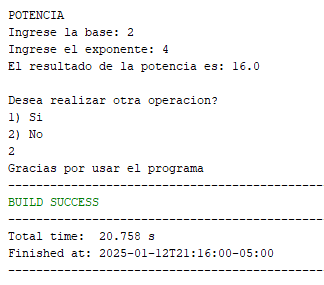 POTENCIA
Ingrese la base: 2
Ingrese el exponente: 4
El resultado de la potencia es: 16.0
Desea realizar otra operacion?
1) Si
2) No
2
Gracias por usar el programa
---------------------------------------------
BUILD SUCCESS
---------------------------------------------
Total time:  20.758 s
Finished at: 2025-01-12T21:16:00-05:00
---------------------------------------------